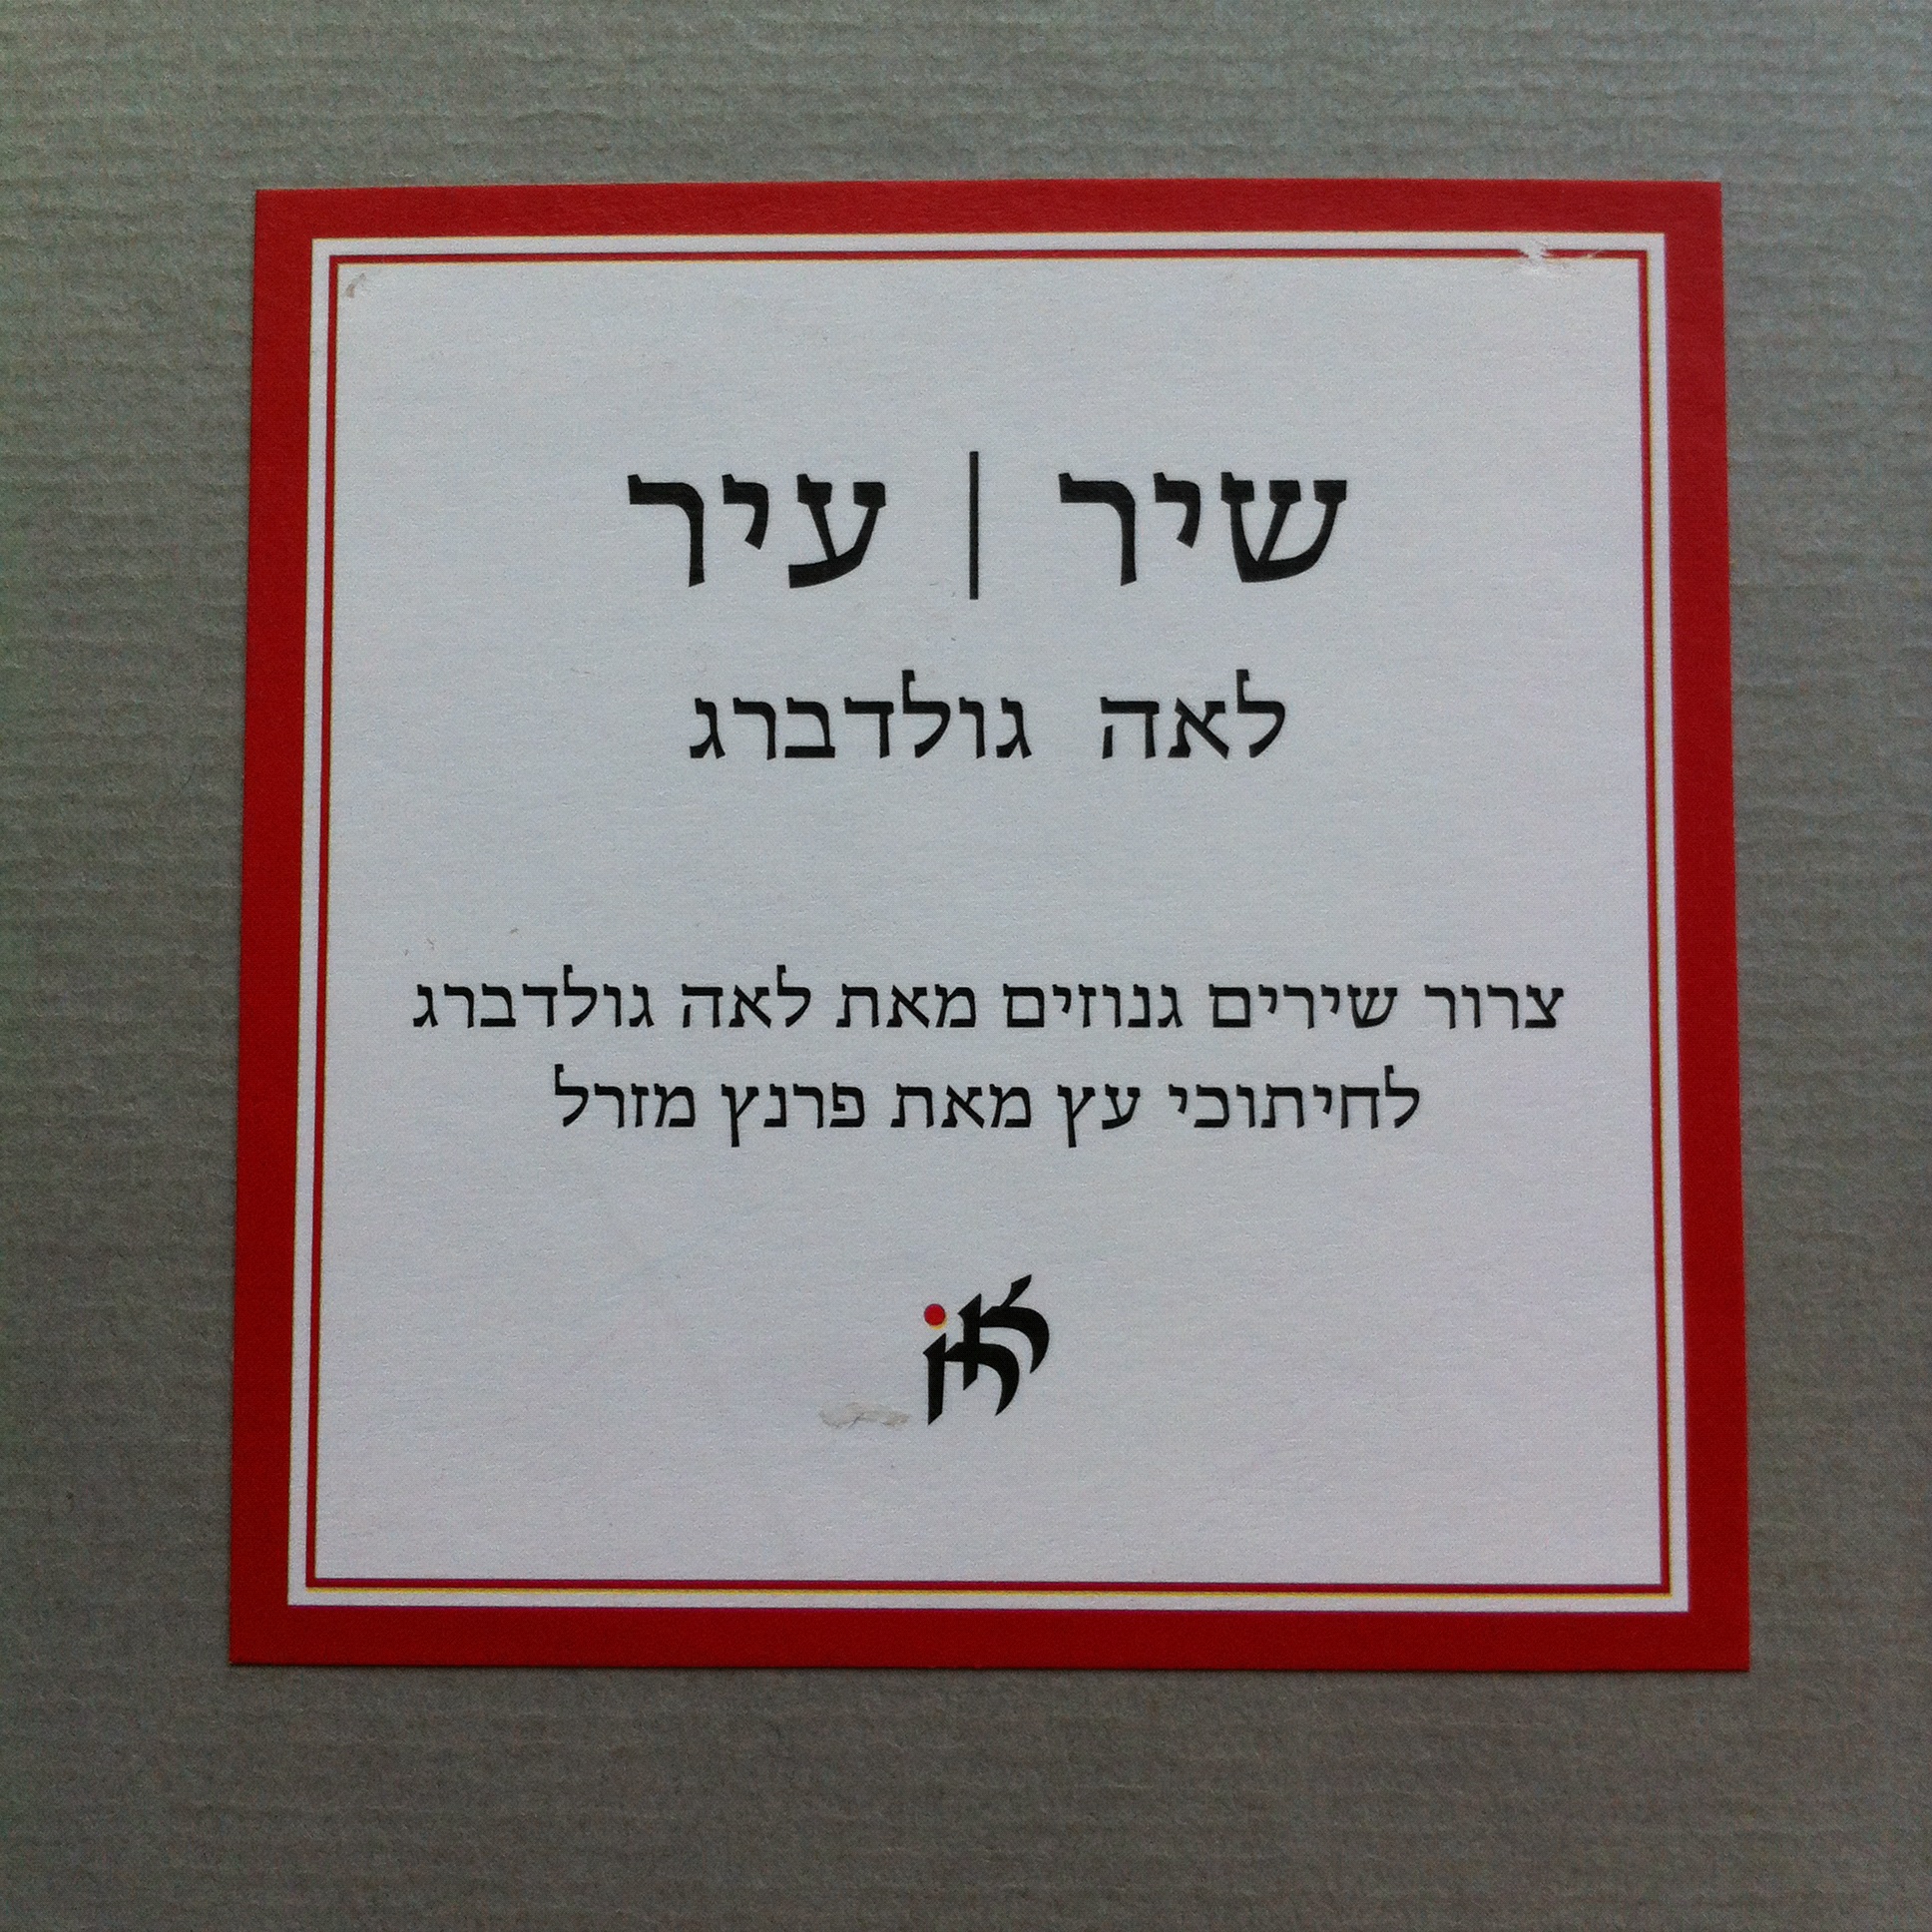 שיר | עיר
לאה גולדברג
צרור שירים גנוזים מאת לאה גולדברג
לחיתוכי עץ מאת פרנץ מזרל